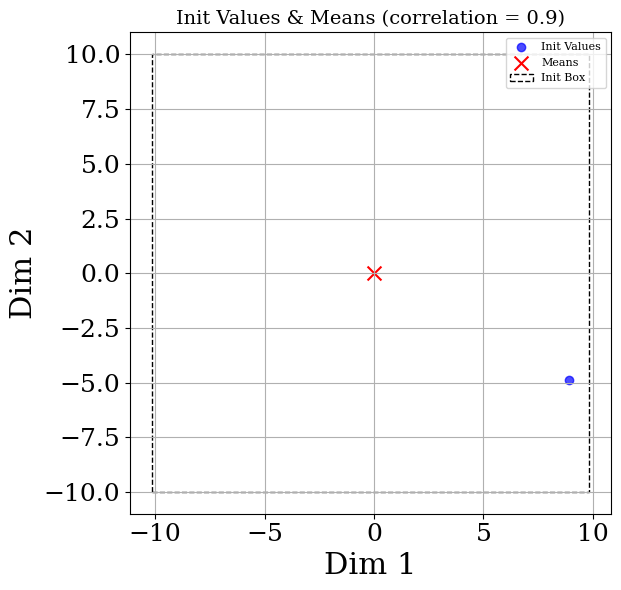 Init Values & Means (correlation = 0.9)
Init Values
Means
Init Box
10.0
7.5
5.0
2.5
0.0
−2.5
−5.0
−7.5
−10.0
Dim 2
−10
−5
0
5
10
Dim 1